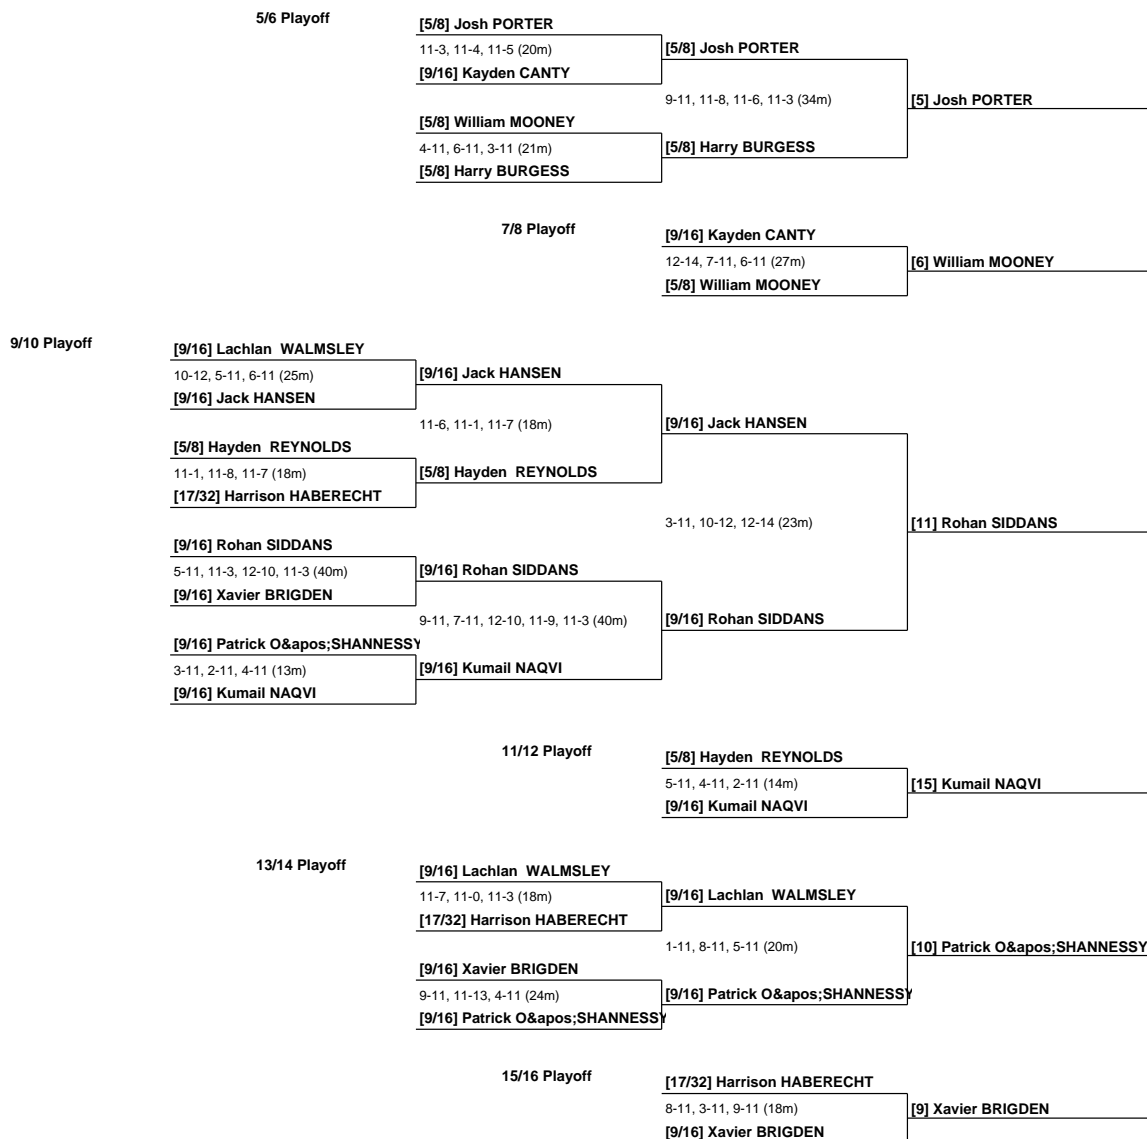 5/6 Playoff
[5/8] Josh PORTER
11-3, 11-4, 11-5 (20m)
[9/16] Kayden CANTY
[5/8] Josh PORTER
9-11, 11-8, 11-6, 11-3 (34m)
[5] Josh PORTER
[5/8] William MOONEY
4-11, 6-11, 3-11 (21m)
[5/8] Harry BURGESS
[5/8] Harry BURGESS
7/8 Playoff
[9/16] Kayden CANTY
12-14, 7-11, 6-11 (27m)
[5/8] William MOONEY
[6] William MOONEY
9/10 Playoff
[9/16] Lachlan  WALMSLEY
10-12, 5-11, 6-11 (25m)
[9/16] Jack HANSEN
[9/16] Jack HANSEN
11-6, 11-1, 11-7 (18m)
[9/16] Jack HANSEN
[5/8] Hayden  REYNOLDS
11-1, 11-8, 11-7 (18m)
[17/32] Harrison HABERECHT
[5/8] Hayden  REYNOLDS
3-11, 10-12, 12-14 (23m)
[11] Rohan SIDDANS
[9/16] Rohan SIDDANS
5-11, 11-3, 12-10, 11-3 (40m)
[9/16] Xavier BRIGDEN
[9/16] Rohan SIDDANS
9-11, 7-11, 12-10, 11-9, 11-3 (40m)
[9/16] Rohan SIDDANS
[9/16] Patrick O&apos;SHANNESSY
3-11, 2-11, 4-11 (13m)
[9/16] Kumail NAQVI
[9/16] Kumail NAQVI
11/12 Playoff
[5/8] Hayden  REYNOLDS
5-11, 4-11, 2-11 (14m)
[9/16] Kumail NAQVI
[15] Kumail NAQVI
13/14 Playoff
[9/16] Lachlan  WALMSLEY
11-7, 11-0, 11-3 (18m)
[17/32] Harrison HABERECHT
[9/16] Lachlan  WALMSLEY
1-11, 8-11, 5-11 (20m)
[10] Patrick O&apos;SHANNESSY
[9/16] Xavier BRIGDEN
9-11, 11-13, 4-11 (24m)
[9/16] Patrick O&apos;SHANNESSY
[9/16] Patrick O&apos;SHANNESSY
15/16 Playoff
[17/32] Harrison HABERECHT
8-11, 3-11, 9-11 (18m)
[9/16] Xavier BRIGDEN
[9] Xavier BRIGDEN